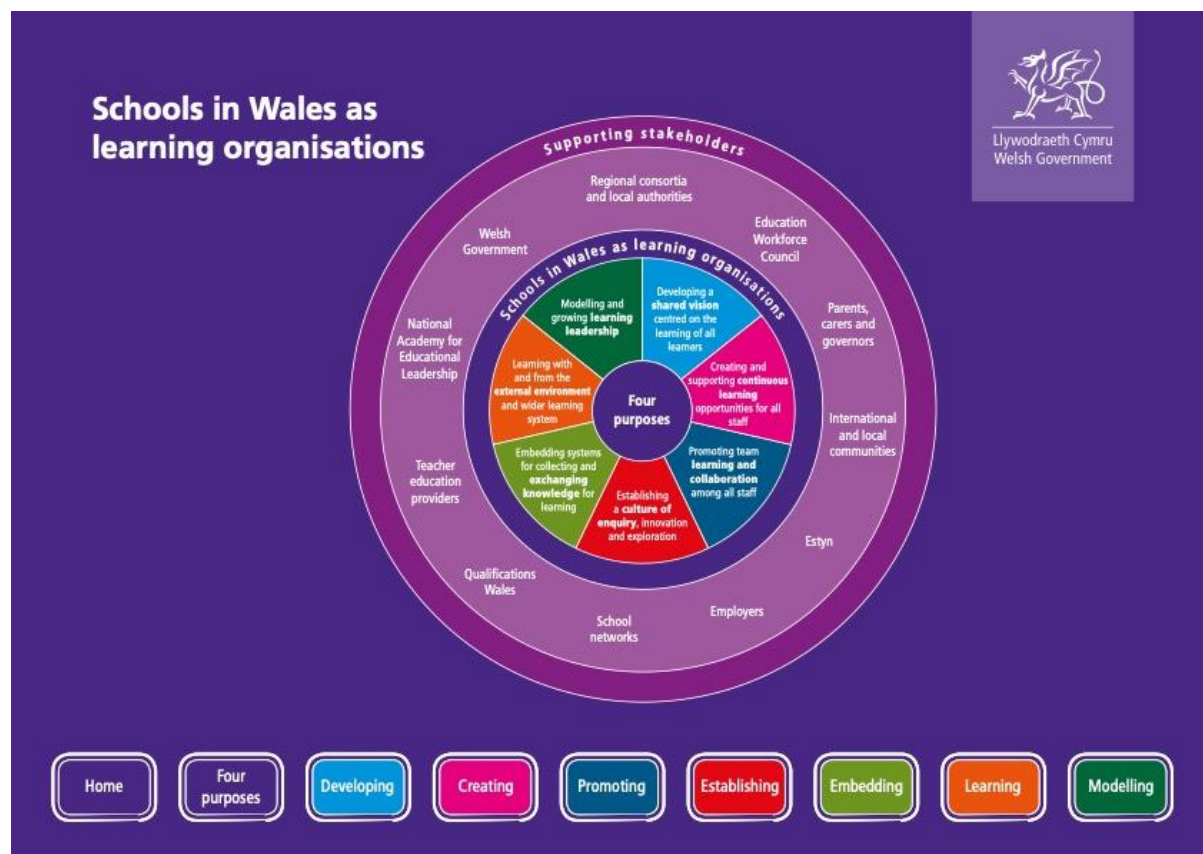 Schools in Wales as
learning organisations
Llywodraeth Cymru
Welsh Government
Supporting stakeholders
Regional consortia
and local authorities
Education
Workforce
Council
Parents,
carers and
governors
International
and local
communities
Estyn
Employers
School
networks
Qualifications
Wales
Teacher
education
providers
National
Academy for
Educational
Leadership
Welsh
Government
Schools in Wales as learning organisations
Developing a
shared vision
centred on the
learning of all
learners
Creating and
supporting continuous
learning
opportunities for all
staff
Promoting team
learning and
collaboration
among all staff
Establishing
a culture of
enquiry, innovation
and exploration
Embedding systems
for collecting and
exchanging
knowledge for
learning
Learning with
and from the
external environment
and wider learning
system
Modelling and
growing learning
leadership
Four
purposes
Home
Four
purposes
Developing
Creating
Promoting
Establishing
Embedding
Learning
Modelling